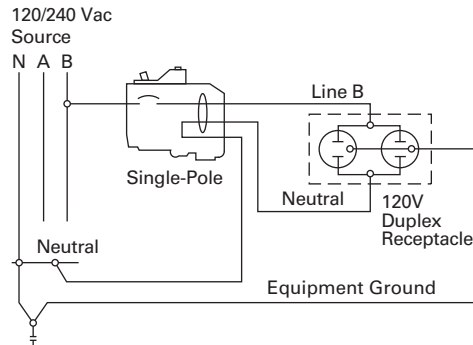 120/240 Vac
Source
N A B
Line B
Single-Pole
Neutral
120V
Duplex
Receptacle
Neutral
Equipment Ground